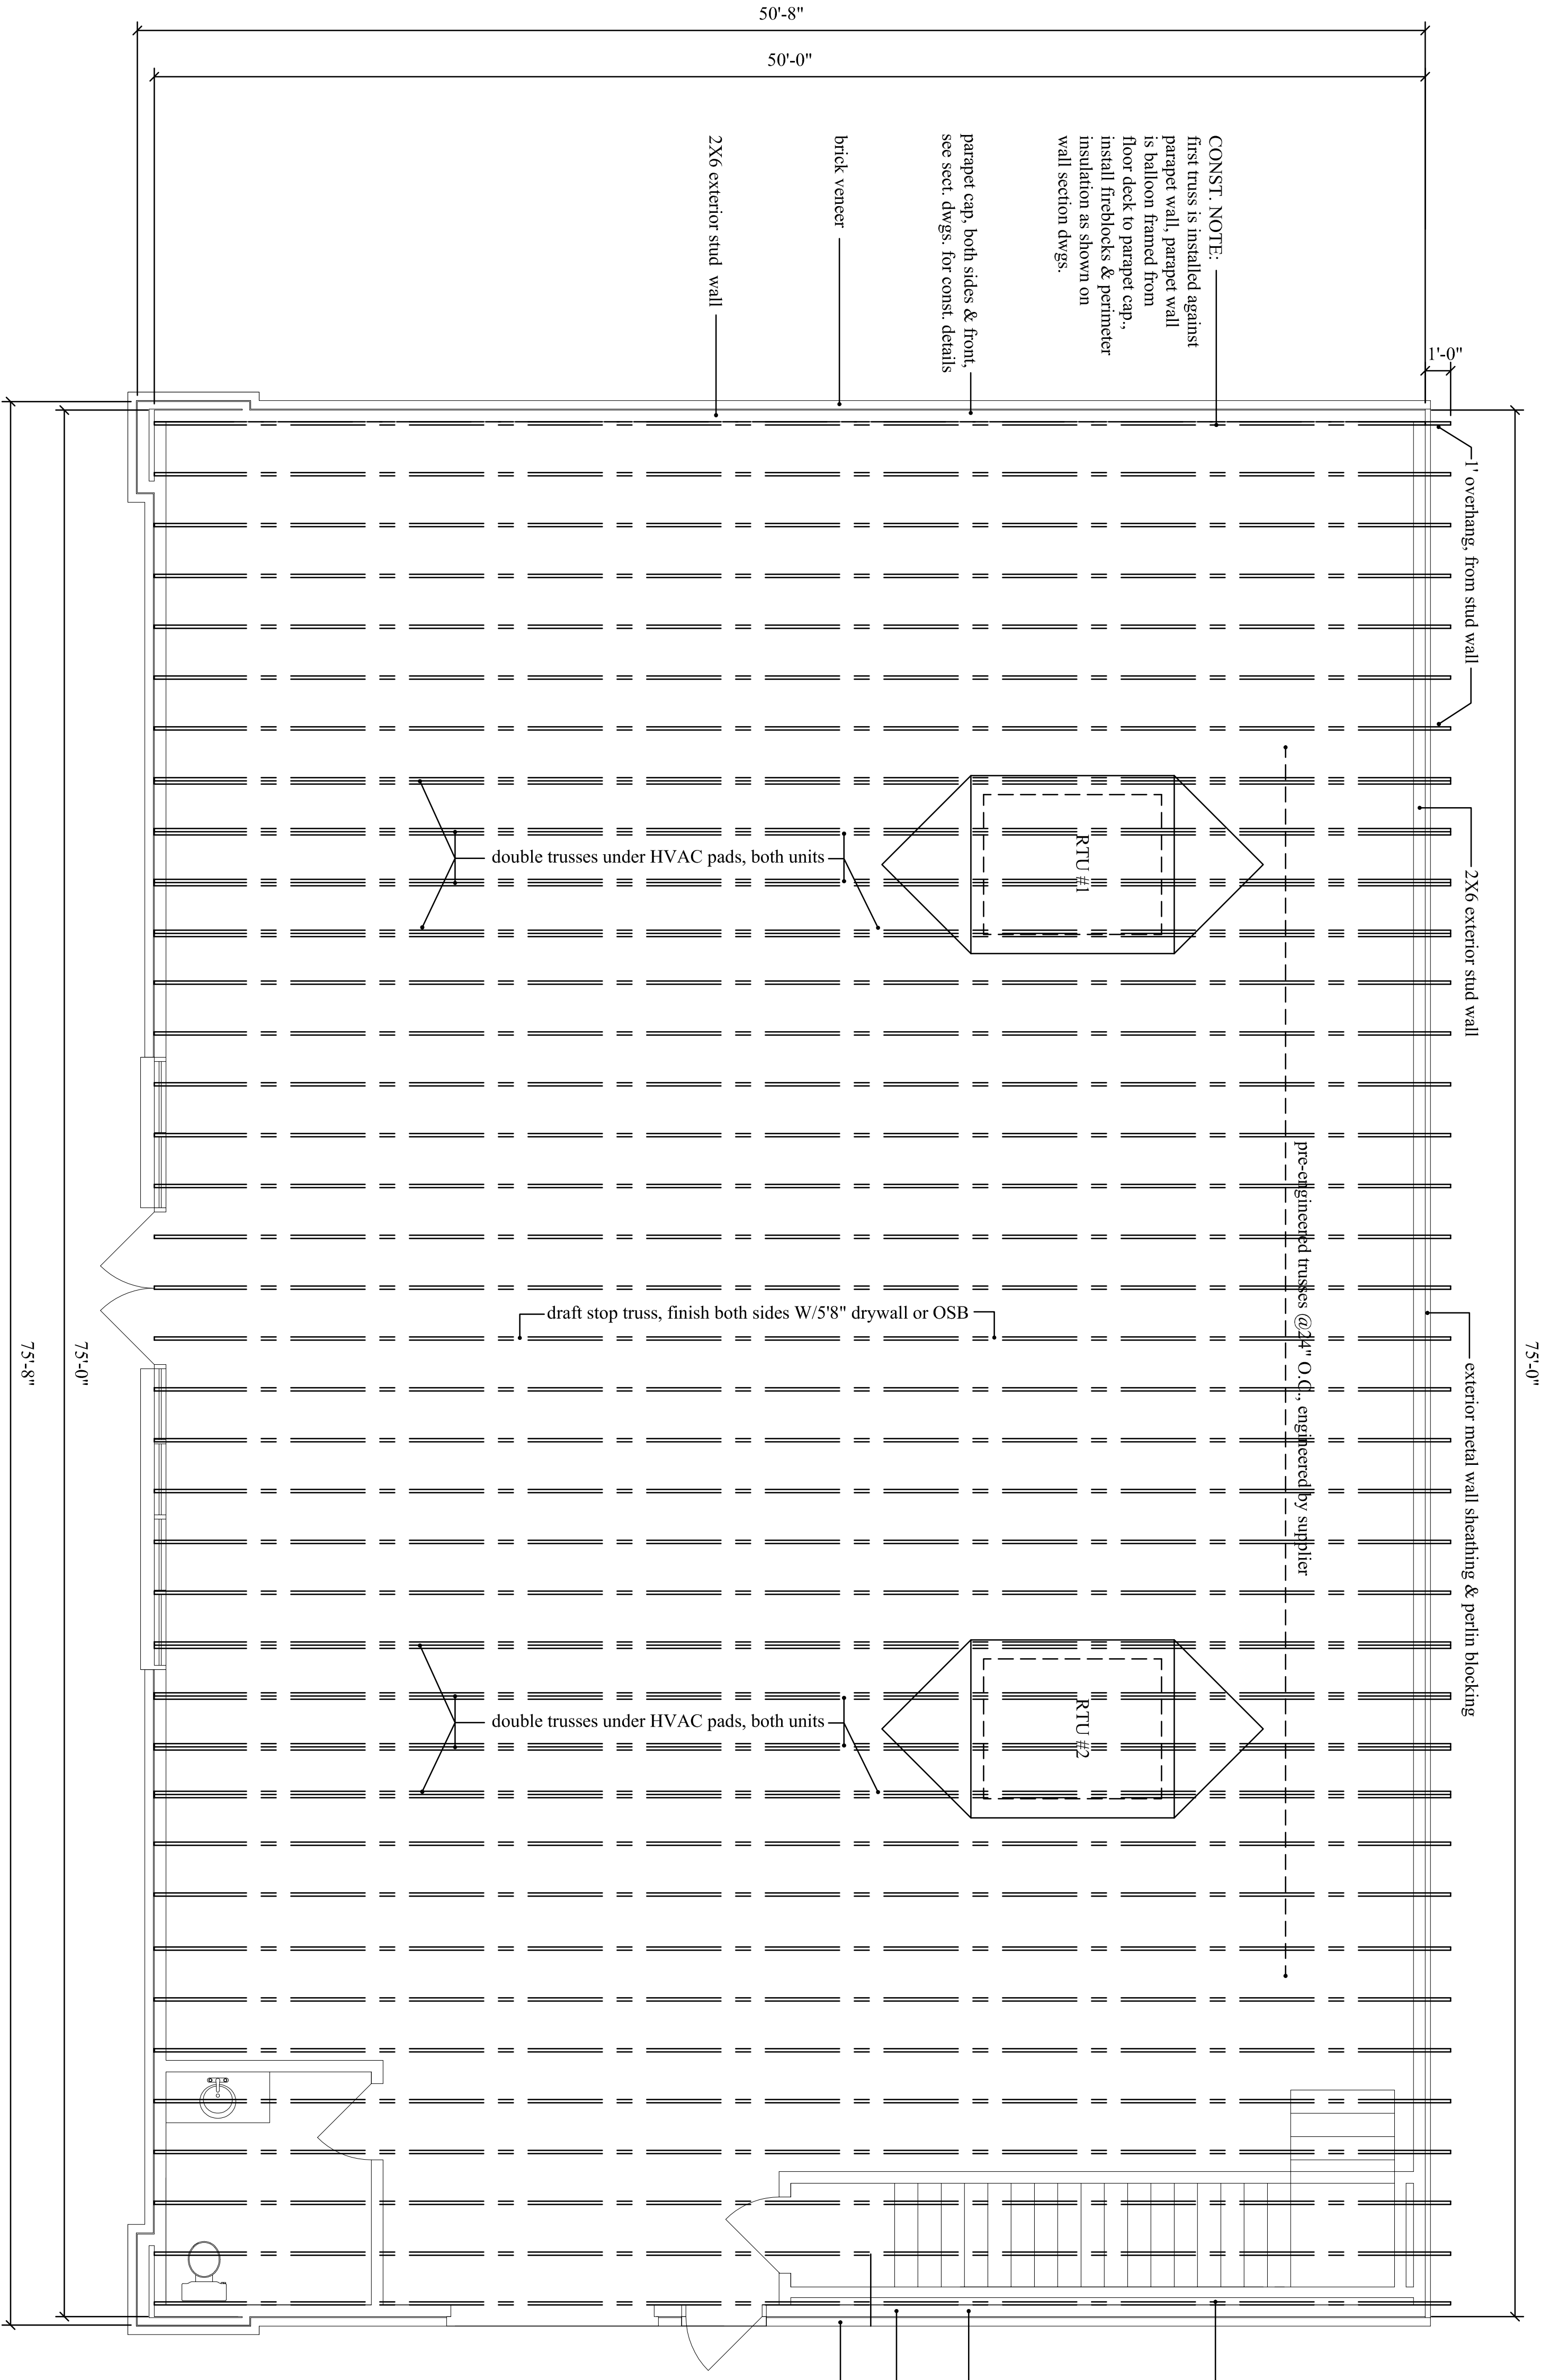 50'-8"
50'-0"
CONST. NOTE:
first truss is installed against
parapet wall, parapet wall
is balloon framed from
floor deck to parapet cap.,
install fireblocks & perimeter
insulation as shown on
wall section dwgs.
parapet cap, both sides & front,
see sect. dwgs. for const. details
brick veneer
2X6 exterior stud wall
1'-0"
1' overhang, from stud wall
2X6 exterior stud wall
RTU #1
double trusses under HVAC pads, both units
pre-engineered trusses @24" O.C., engineered by supplier
draft stop truss, finish both sides W/5'8" drywall or OSB
exterior metal wall sheathing & perlin blocking
75'-0"
75'-0"
75'-8"
RTU #2
double trusses under HVAC pads, both units